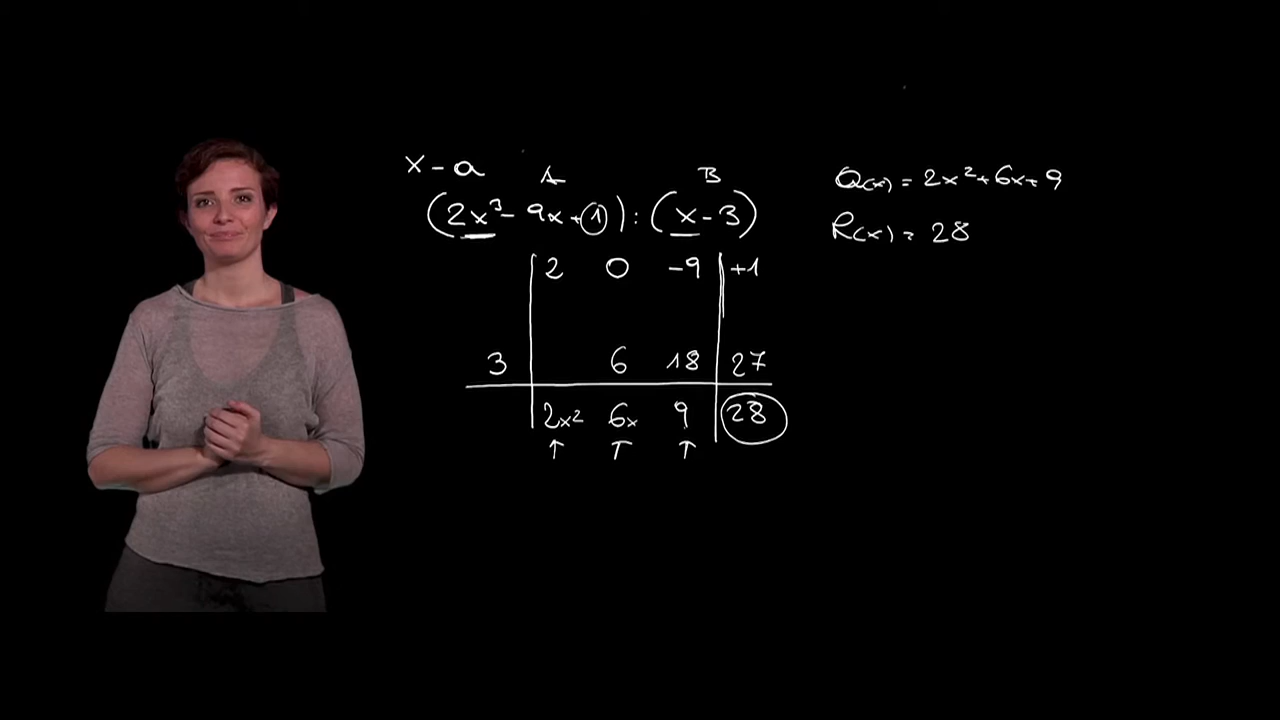 x - a
A B
(2x³ - 9x + 1) : (x - 3)
2 0 -9 +1
3 6 18 27
2x² 6x 9 28
↑ ↑ ↑
Q(x) = 2x² + 6x + 9
R(x) = 28